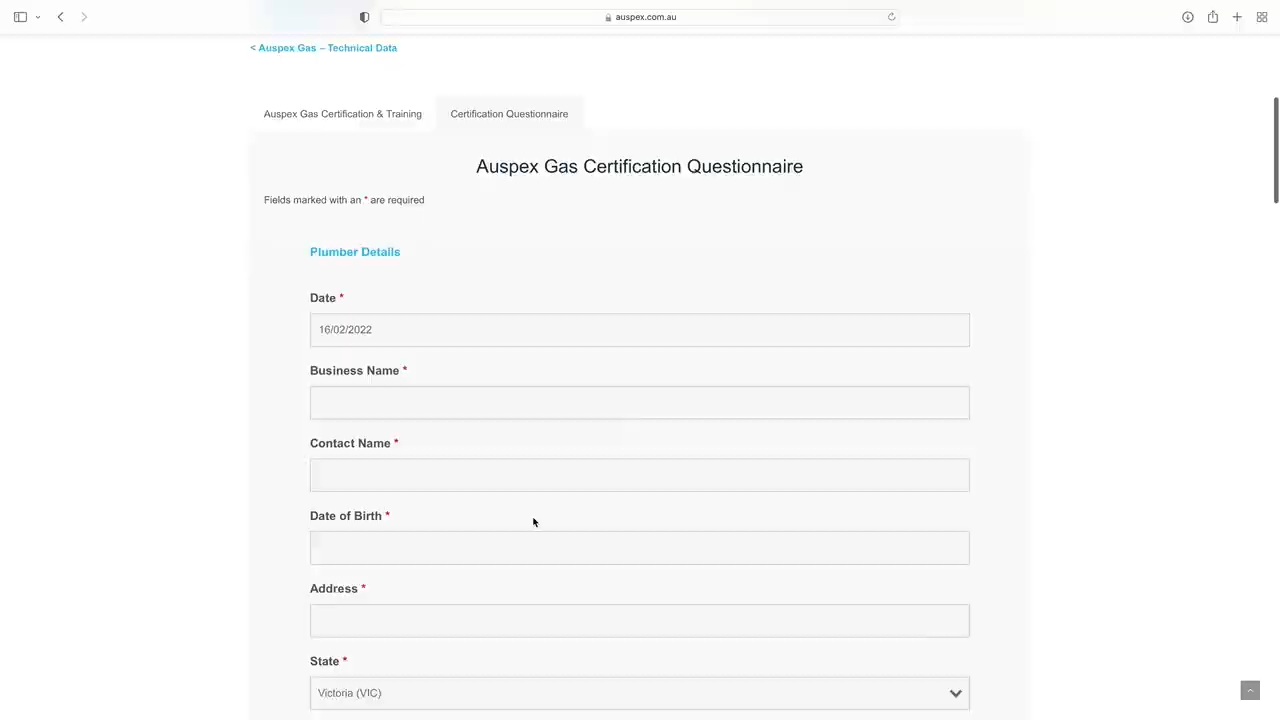 auspex.com.au
< Auspex Gas – Technical Data
Auspex Gas Certification & Training
Certification Questionnaire
Auspex Gas Certification Questionnaire
Fields marked with an * are required
Plumber Details
Date *
16/02/2022
Business Name *
Contact Name *
Date of Birth *
Address *
State *
Victoria (VIC)